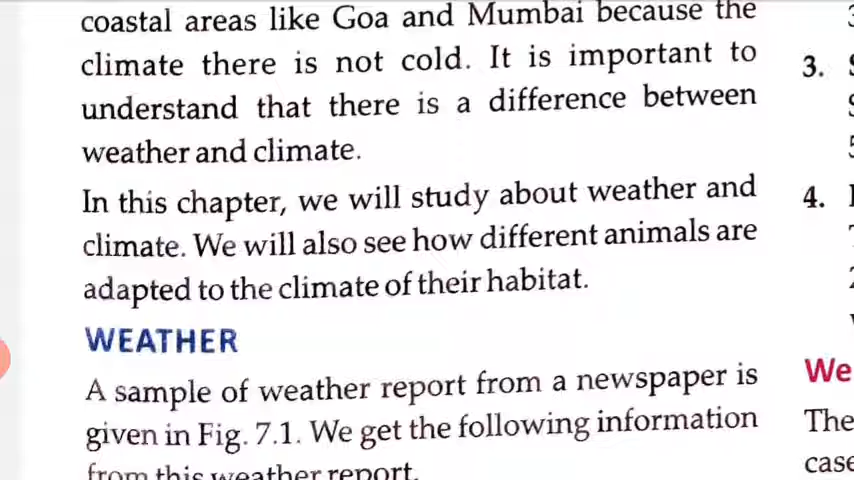 coastal areas like Goa and Mumbai because the
climate there is not cold. It is important to
understand that there is a difference between
weather and climate.
In this chapter, we will study about weather and
climate. We will also see how different animals are
adapted to the climate of their habitat.
WEATHER
A sample of weather report from a newspaper is
given in Fig. 7.1. We get the following information
from this weather report.
3.
4.
We
The
case